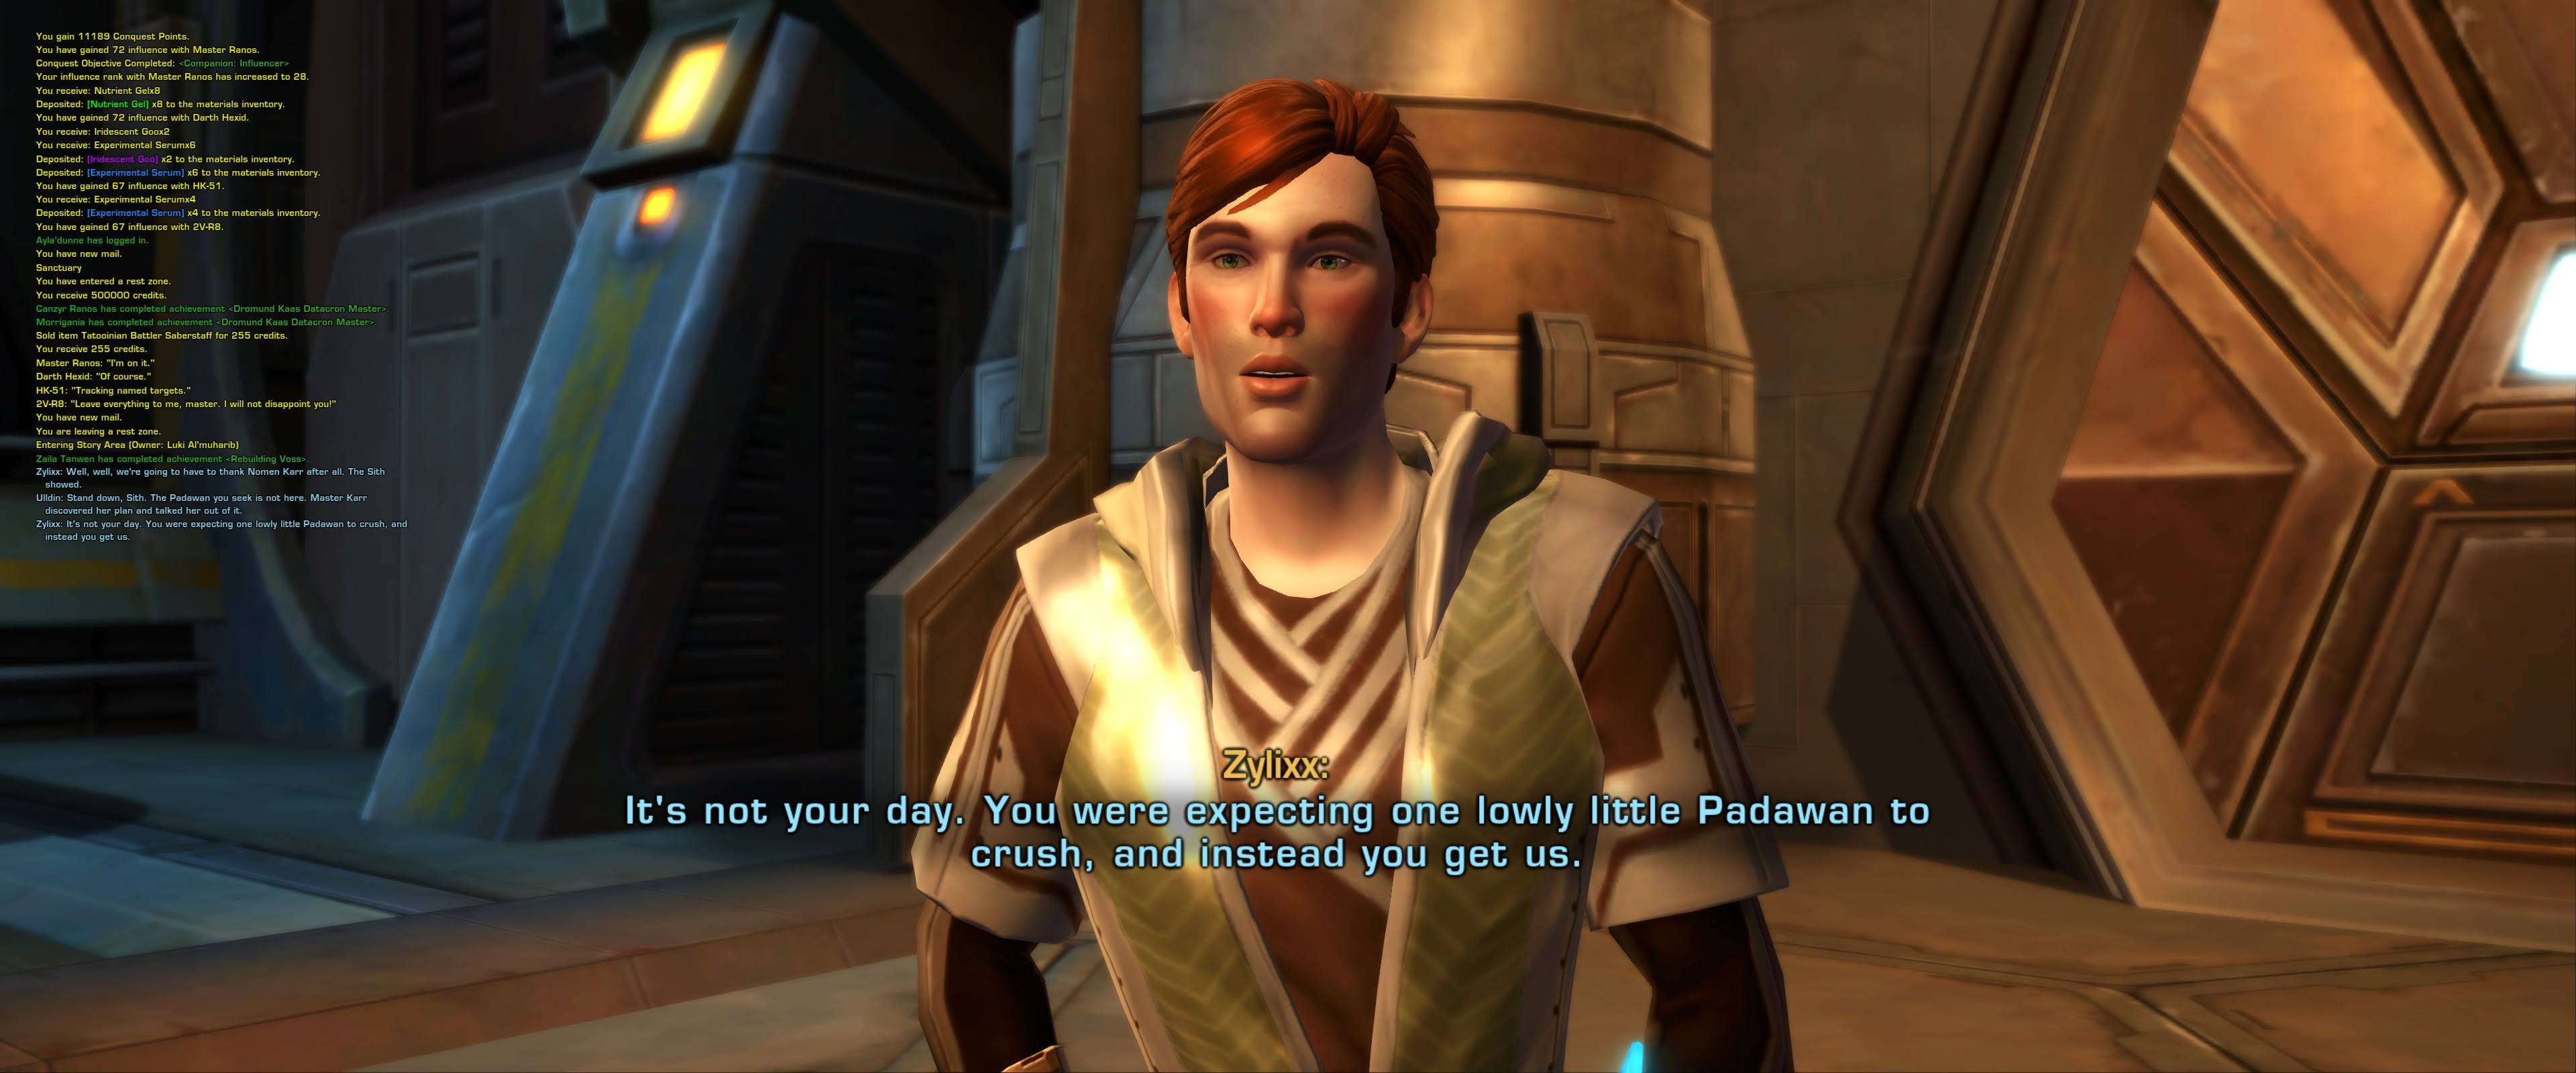 You gain 11189 Conquest Points.
You have gained 72 influence with Master Ranos.
Conquest Objective Completed: <Companion: Influencer>
Your influence rank with Master Ranos has increased to 28.
You receive: Nutrient Gelx8
Deposited: [Nutrient Gel] x8 to the materials inventory.
You have gained 72 influence with Darth Hexid.
You receive: Iridescent Goox2
You receive: Experimental Serumx6
Deposited: [Iridescent Goo] x2 to the materials inventory.
Deposited: [Experimental Serum] x6 to the materials inventory.
You have gained 67 influence with HK-51.
You receive: Experimental Serumx4
Deposited: [Experimental Serum] x4 to the materials inventory.
You have gained 67 influence with 2V-R8.
Ayla'dunne has logged in.
You have new mail.
Sanctuary
You have entered a rest zone.
You receive 500000 credits.
Canzyr Ranos has completed achievement <Dromund Kaas Datacron Master>.
Morrigania has completed achievement <Dromund Kaas Datacron Master>.
Sold item Tatooinian Battler Saberstaff for 255 credits.
You receive 255 credits.
Master Ranos: "I'm on it."
Darth Hexid: "Of course."
HK-51: "Tracking named targets."
2V-R8: "Leave everything to me, master. I will not disappoint you!"
You have new mail.
You are leaving a rest zone.
Entering Story Area (Owner: Luki Al'muharib)
Zaila Tanwen has completed achievement <Rebuilding Voss>.
Zylixx: Well, well, we're going to have to thank Nomen Karr after all. The Sith
showed.
Ulldin: Stand down, Sith. The Padawan you seek is not here. Master Karr
discovered her plan and talked her out of it.
Zylixx: It's not your day. You were expecting one lowly little Padawan to crush, and
instead you get us.
Zylixx:
It's not your day. You were expecting one lowly little Padawan to
crush, and instead you get us.